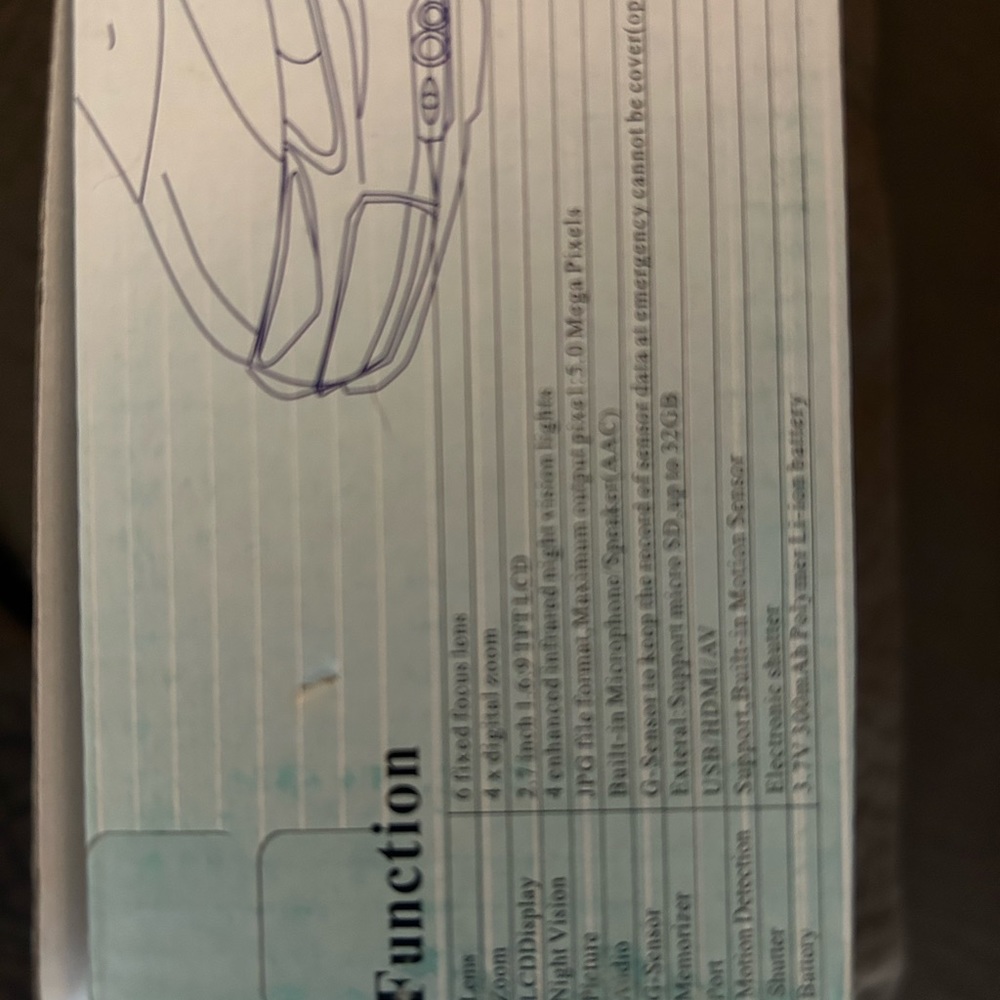 Function
Lens 6 fixed focus lens
Zoom 4 x digital zoom
LCDDisplay 2.7 inch 16:9 TFT LCD
Night Vision 4 enhanced infrared night vision lights
Picture JPG file format, Maximum output pixel:5.0 Mega Pixels
Audio Built-in Microphone/Speaker(AAC)
G-Sensor G-Sensor to keep the record of sensor data at emergency cannot be cover(op
Memorizer Exteral:Support micro SD up to 32GB
Port USB/HDMI/AV
Motion Detection Support,Built-in Motion Sensor
Shutter Electronic shutter
Battery 3.7V 300mAh Polymer Li-ion battery